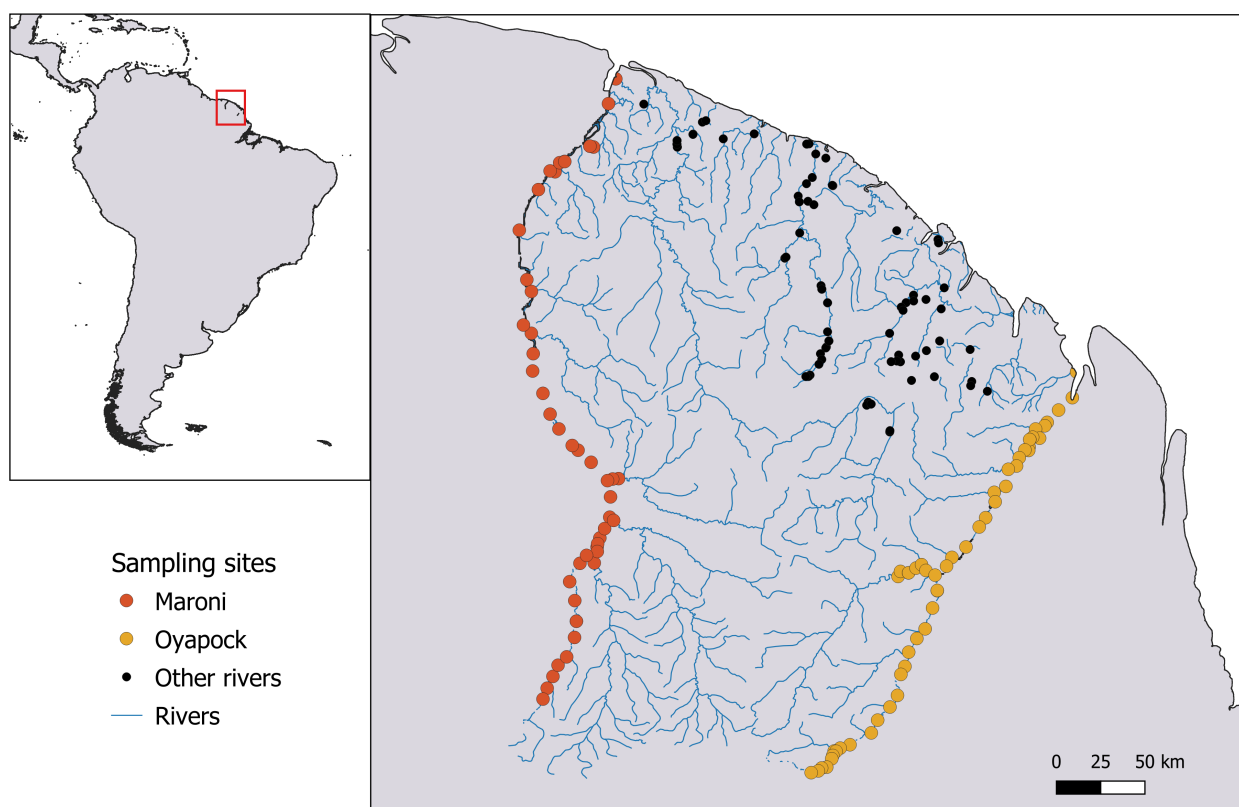 Sampling sites
Maroni
Oyapock
Other rivers
Rivers
0 25 50 km